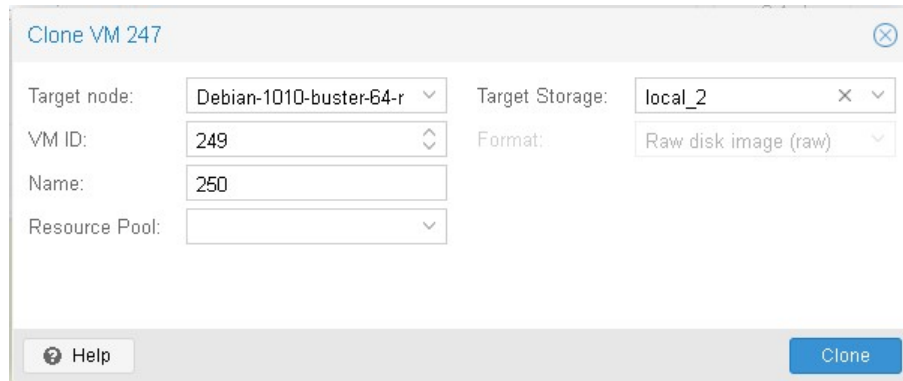 Clone VM 247
Target node: Debian-1010-buster-64-r Target Storage: local_2
VM ID: 249 Format: Raw disk image (raw)
Name: 250
Resource Pool:
Help Clone